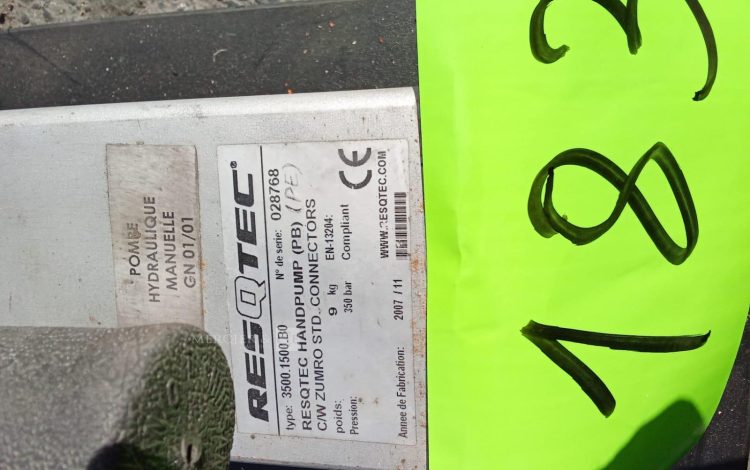 POMPE
HYDRAULIQUE
MANUELLE
GN 01/01
RESQTEC®
type: 3500.1500.B0 N° de serie: 028768
RESQTEC HANDPUMP (PB) (PE)
C/W ZUMRO STD. CONNECTORS
poids: 9 kg EN-13204:
Pression: 350 bar Compliant
CE
Annee de Fabrication: 2007 / 11 WWW.RESQTEC.COM
183